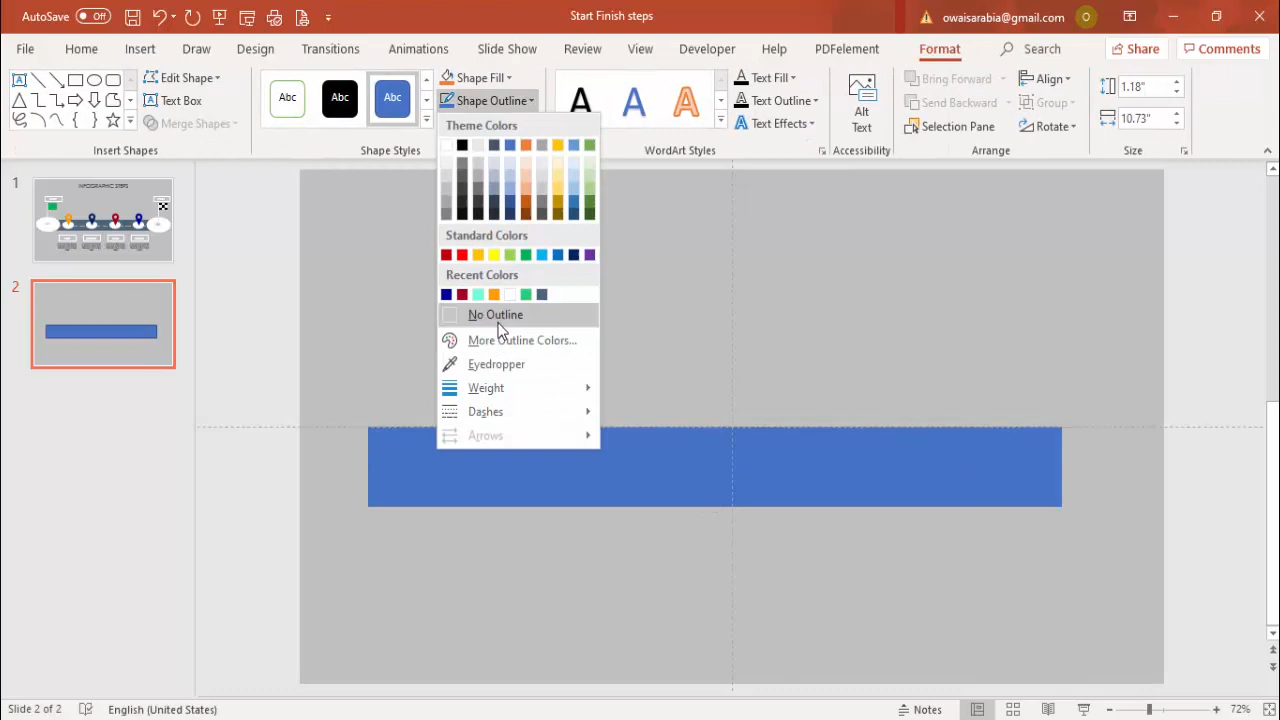 AutoSave Off
Start Finish steps
owaisarabia@gmail.com O
File Home Insert Draw Design Transitions Animations Slide Show Review View Developer Help PDFelement Format Search Share Comments
Edit Shape
Text Box
Merge Shapes
Insert Shapes
Abc Abc Abc
Shape Styles
Shape Fill
Shape Outline
Theme Colors
Standard Colors
Recent Colors
No Outline
More Outline Colors...
Eyedropper
Weight
Dashes
Arrows
A A A
WordArt Styles
Text Fill
Text Outline
Text Effects
Alt
Text
Accessibility
Bring Forward
Send Backward
Selection Pane
Align
Group
Rotate
Arrange
1.18"
10.73"
Size
1
INFOGRAPHIC STEPS
2
Slide 2 of 2 English (United States) Notes 72%